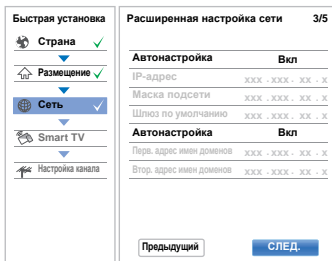 Быстрая установка
Страна
Размещение
Сеть
Smart TV
Настройка канала
Расширенная настройка сети 3/5
Автонастройка Вкл
IP-адрес xxx . xxx . xx . x
Маска подсети xxx . xxx . xx . x
Шлюз по умолчанию xxx . xxx . xx . x
Автонастройка Вкл
Перв. адрес имен доменов xxx . xxx . xx . x
Втор. адрес имен доменов xxx . xxx . xx . x
Предыдущий СЛЕД.